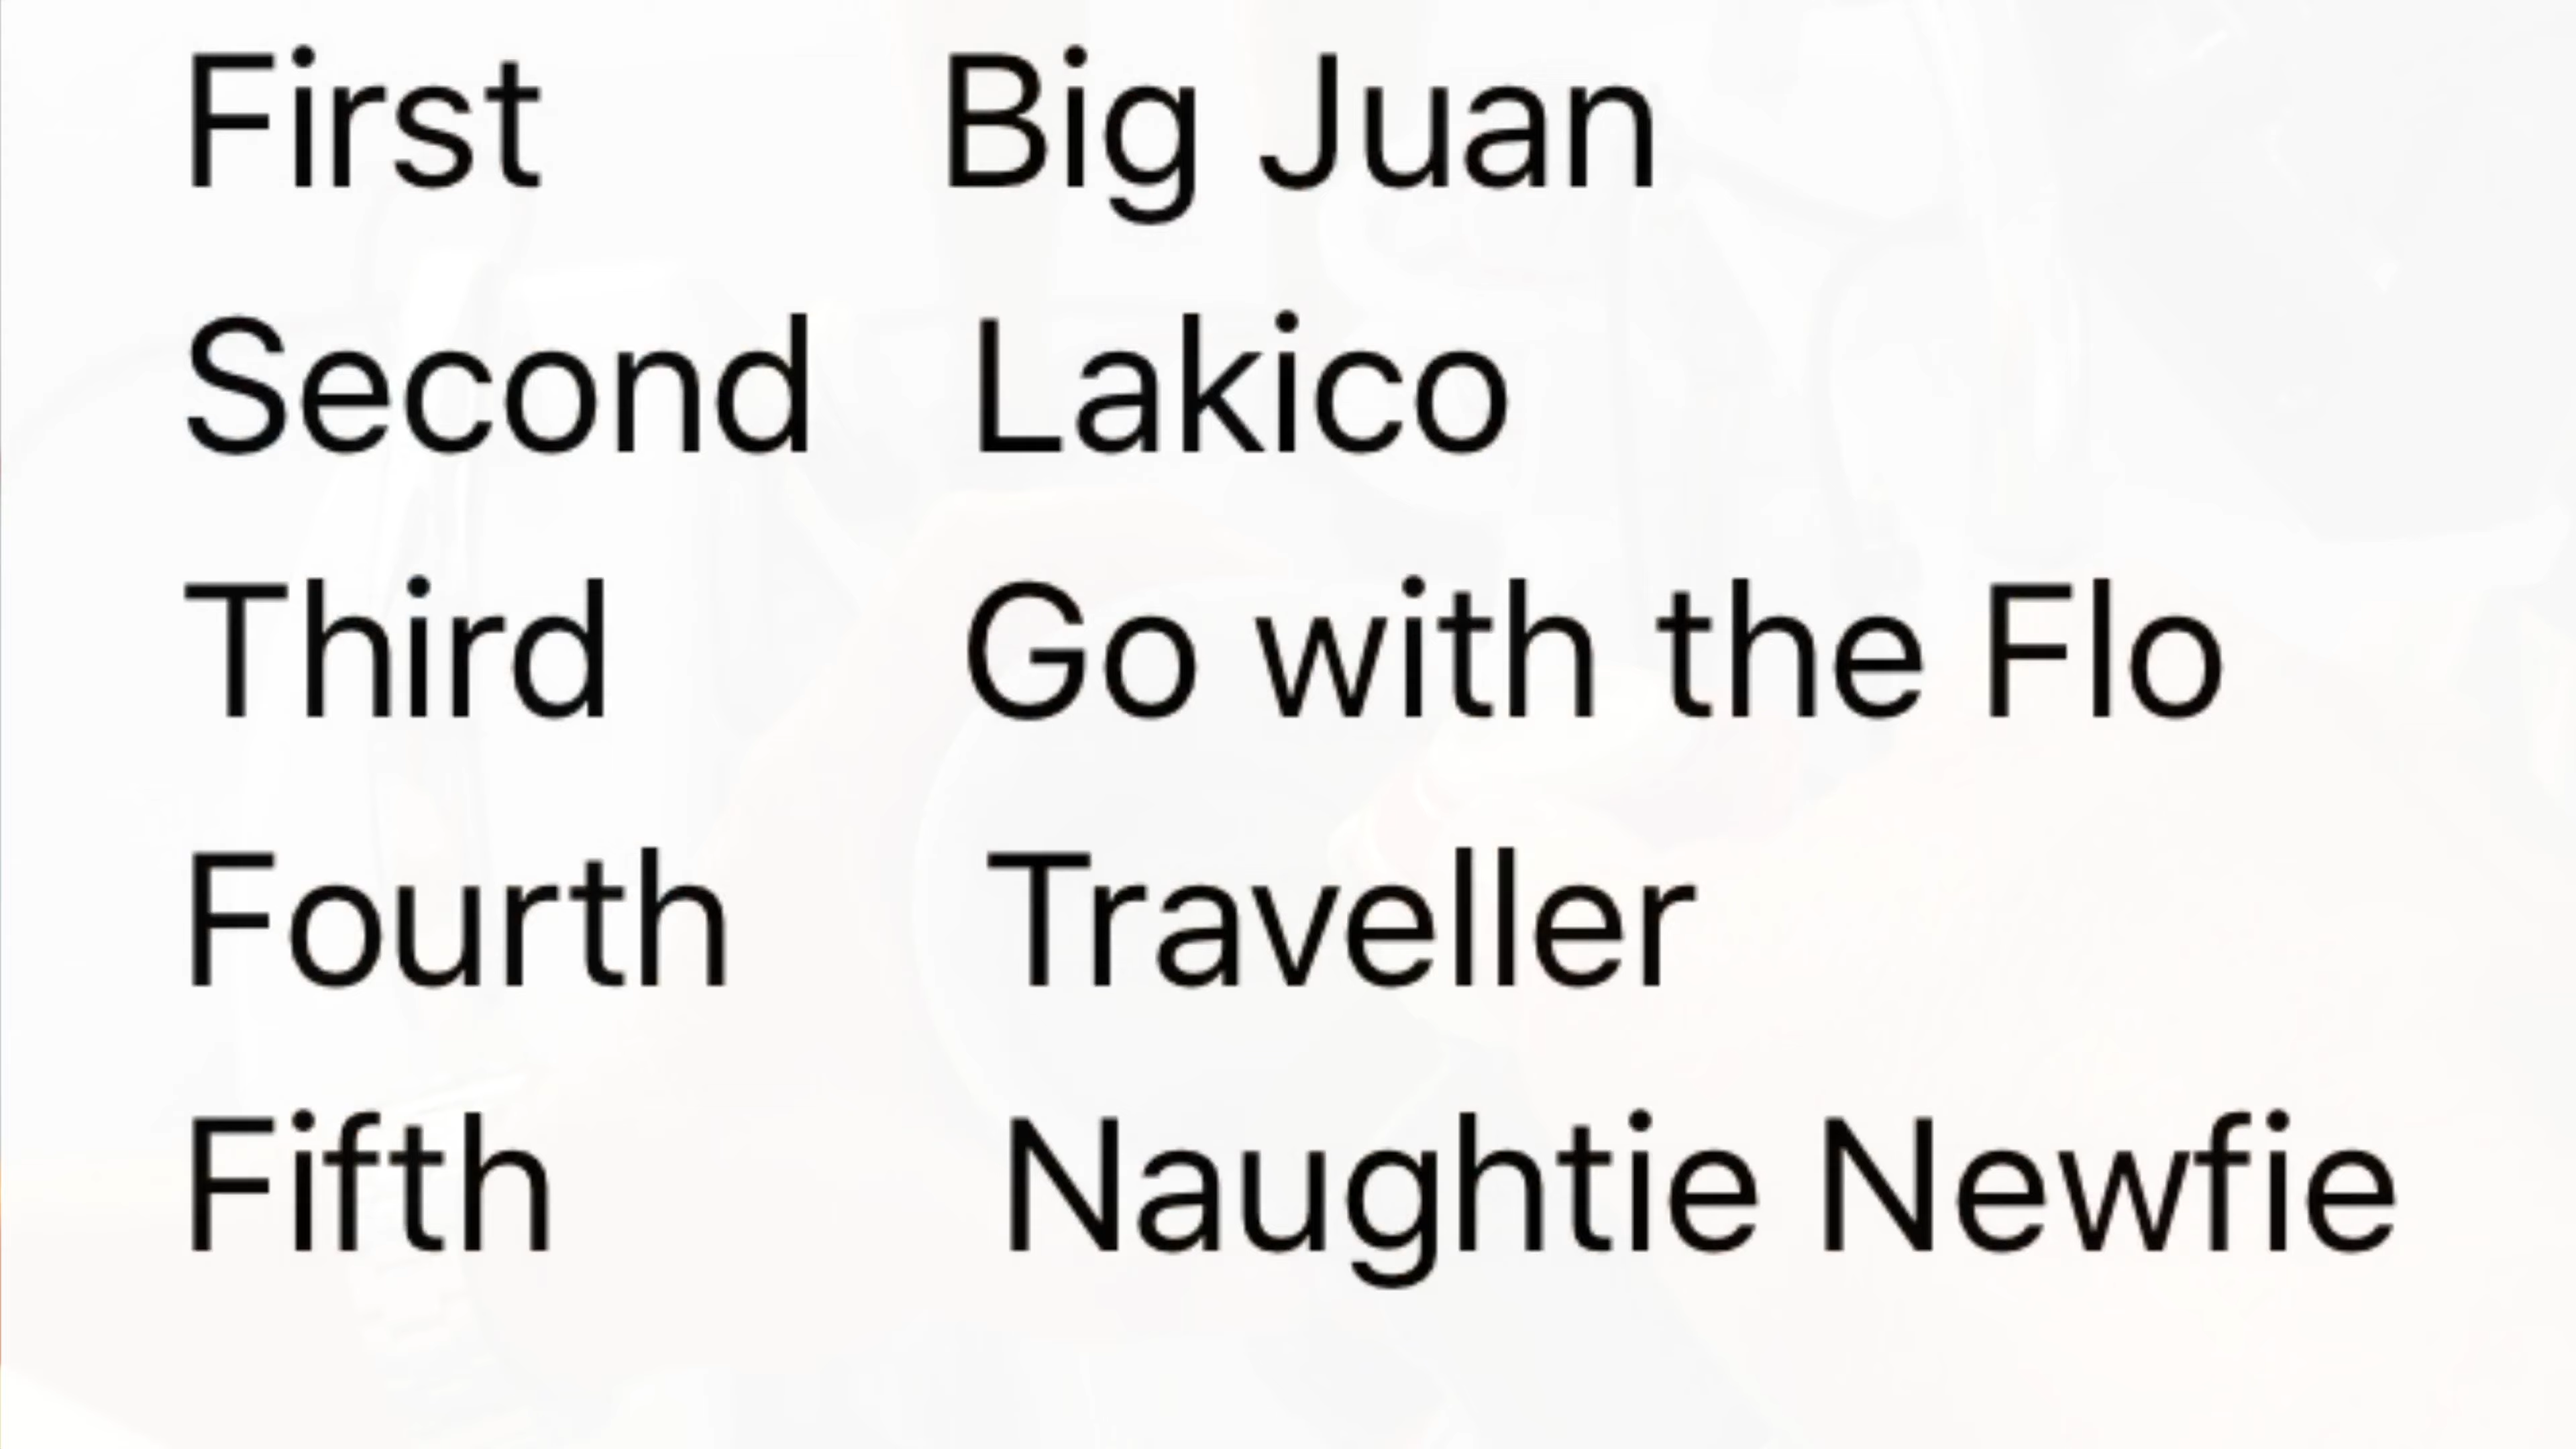 First Big Juan
Second Lakico
Third Go with the Flo
Fourth Traveller
Fifth Naughtie Newfie